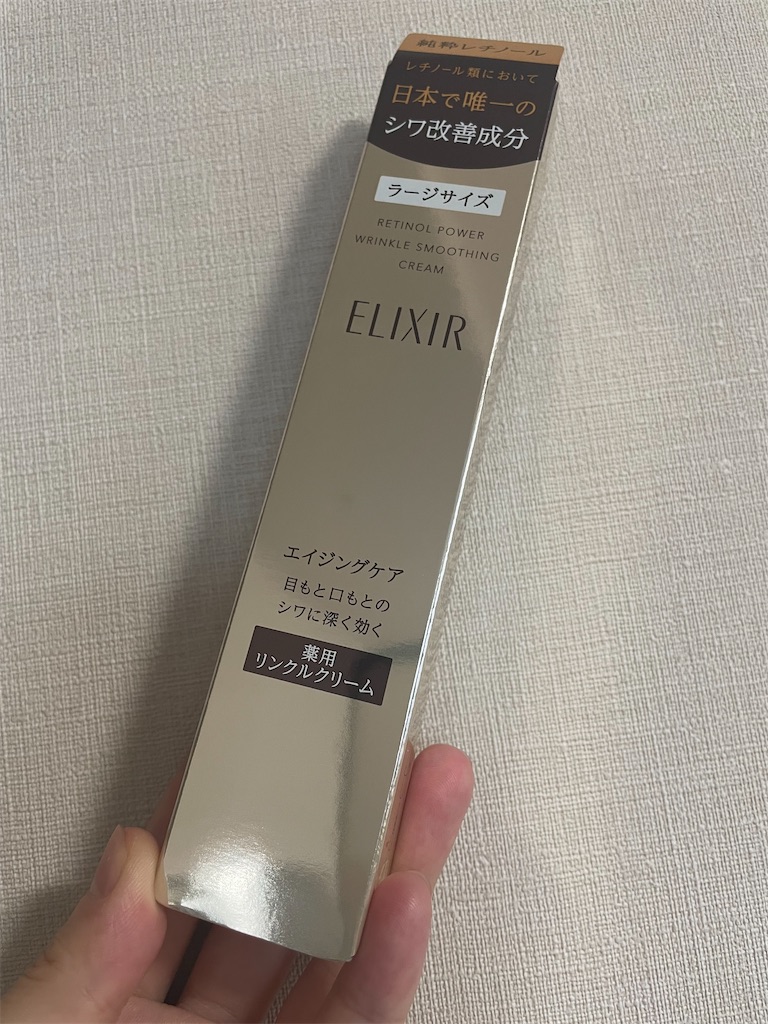 純粋レチノール
レチノール類において
日本で唯一の
シワ改善成分
ラージサイズ
RETINOL POWER
WRINKLE SMOOTHING
CREAM
ELIXIR
エイジングケア
目もと口もとの
シワに深く効く
薬用
リンクルクリーム